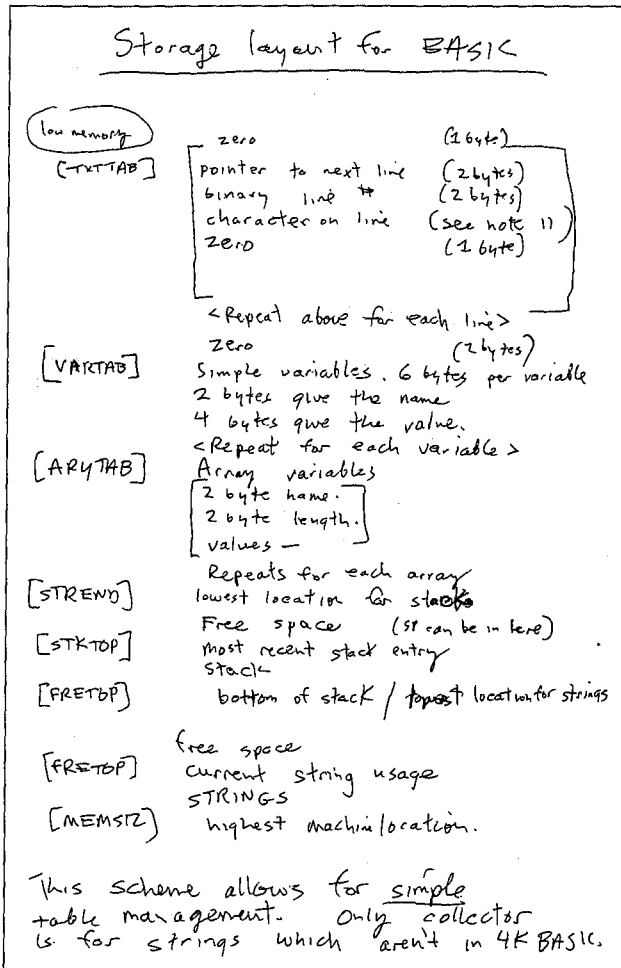 Storage layout for BASIC
low memory
zero (1 byte)
[TXTTAB] pointer to next line (2 bytes)
binary line # (2 bytes)
character on line (see note 1)
zero (1 byte)
<Repeat above for each line>
zero (2 bytes)
[VARTAB] Simple variables. 6 bytes per variable
2 bytes give the name
4 bytes give the value.
<Repeat for each variable>
[ARYTAB] Array variables
2 byte name.
2 byte length.
values —
Repeats for each array
[STREND] lowest location for stack
Free space (SP can be in here)
[STKTOP] most recent stack entry
stack
[FRETOP] bottom of stack / location for strings
free space
[FRETOP] current string usage
STRINGS
[MEMSIZ] highest machine location.
This scheme allows for simple
table management. Only collector
is for strings which aren't in 4K BASIC.